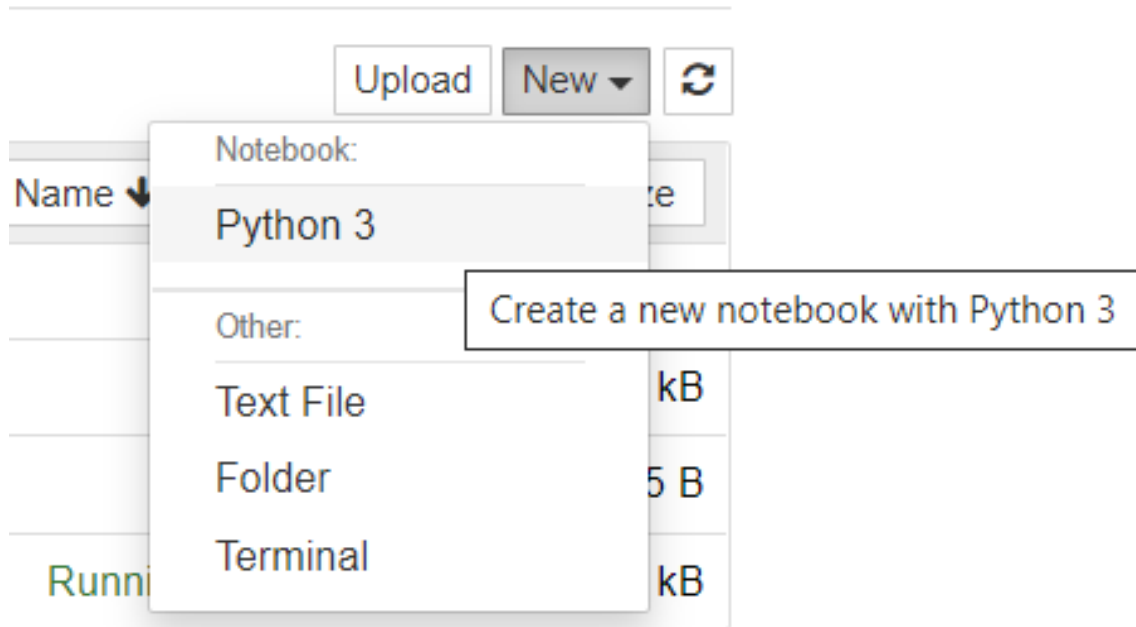 Upload New
Notebook:
Name
Python 3
Create a new notebook with Python 3
Other:
Text File
kB
Folder
5 B
Terminal
kB